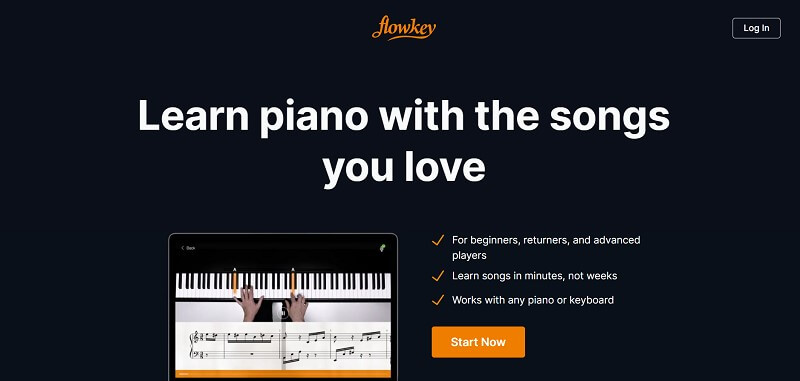 flowkey
Log In
Learn piano with the songs
you love
Back
For beginners, returners, and advanced
players
Learn songs in minutes, not weeks
Works with any piano or keyboard
Start Now